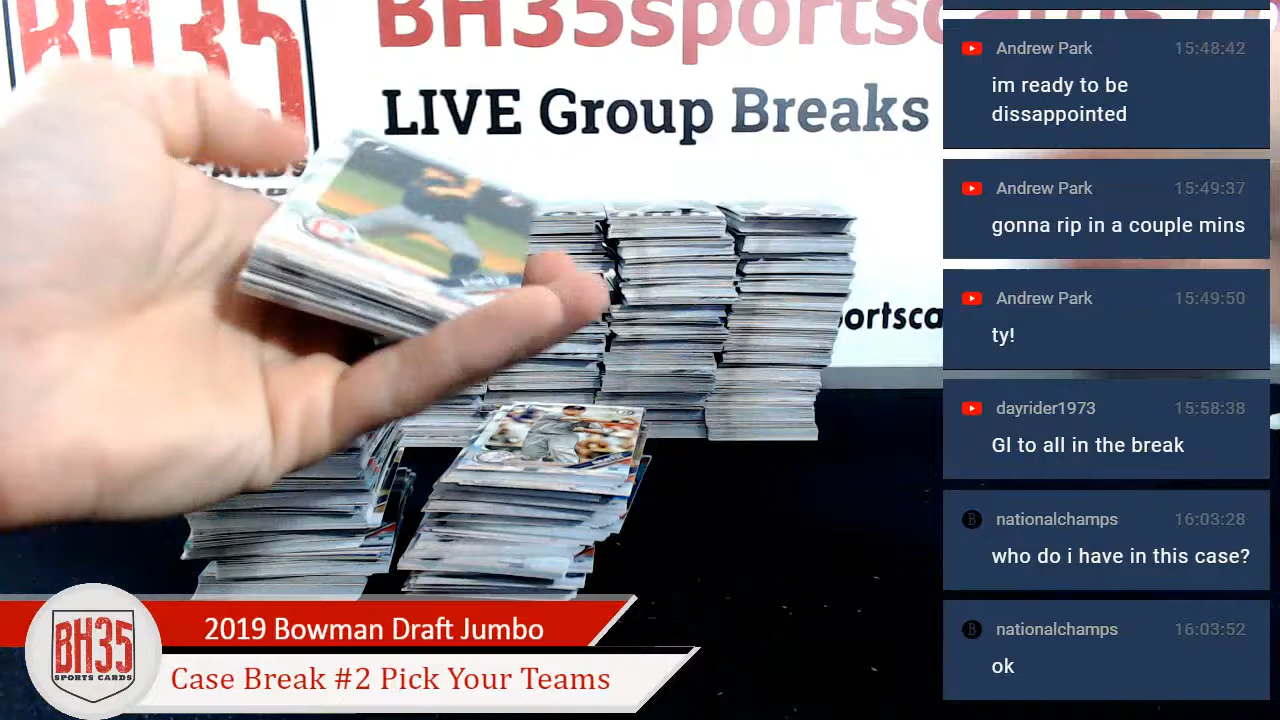 BH35
BH35sportscards
LIVE Group Breaks
Andrew Park 15:48:42
im ready to be
dissappointed
Andrew Park 15:49:37
gonna rip in a couple mins
Andrew Park 15:49:50
ty!
dayrider1973 15:58:38
Gl to all in the break
nationalchamps 16:03:28
who do i have in this case?
nationalchamps 16:03:52
ok
BH35
SPORTS CARDS
2019 Bowman Draft Jumbo
Case Break #2 Pick Your Teams